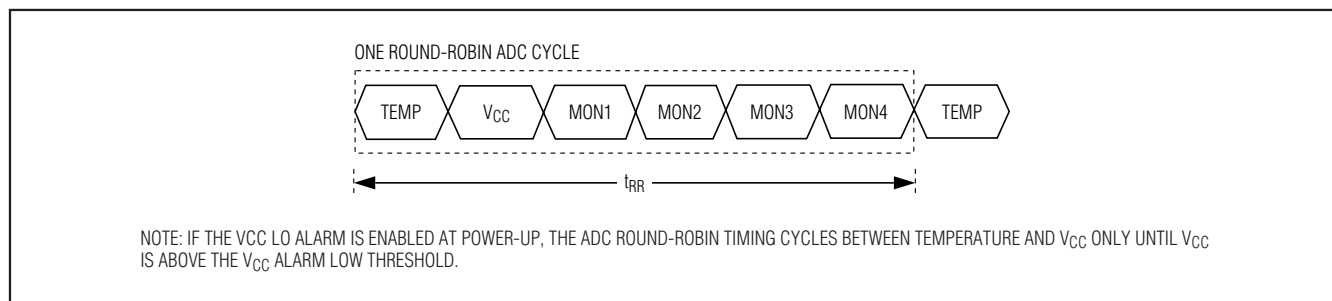 ONE ROUND-ROBIN ADC CYCLE
TEMP VCC MON1 MON2 MON3 MON4 TEMP
tRR
NOTE: IF THE VCC LO ALARM IS ENABLED AT POWER-UP, THE ADC ROUND-ROBIN TIMING CYCLES BETWEEN TEMPERATURE AND VCC ONLY UNTIL VCC
IS ABOVE THE VCC ALARM LOW THRESHOLD.